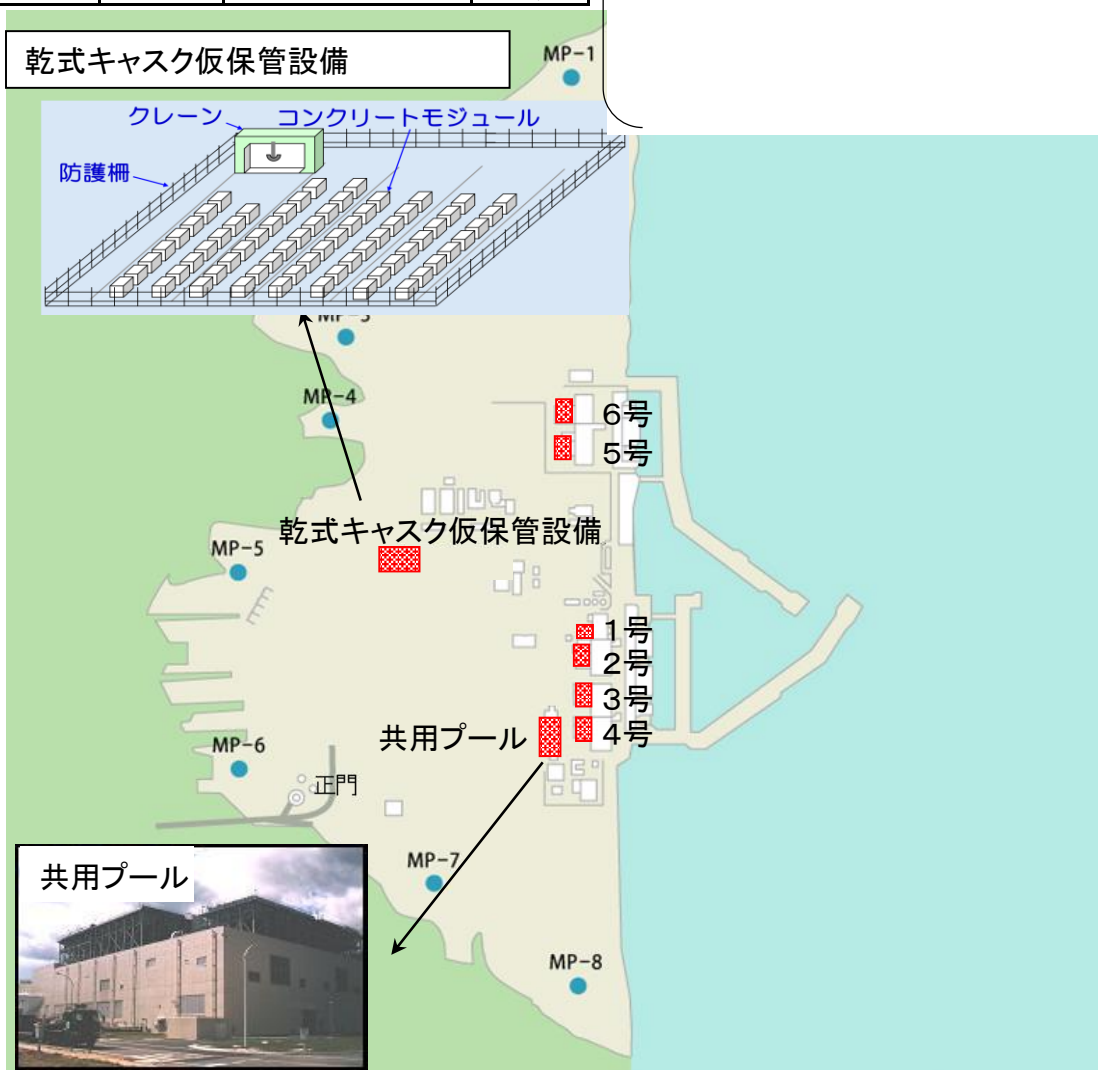 乾式キャスク仮保管設備
MP-1
クレーン
コンクリートモジュール
防護柵
MP-3
MP-4
6号
5号
乾式キャスク仮保管設備
MP-5
1号
2号
3号
4号
共用プール
MP-6
正門
共用プール
MP-7
MP-8